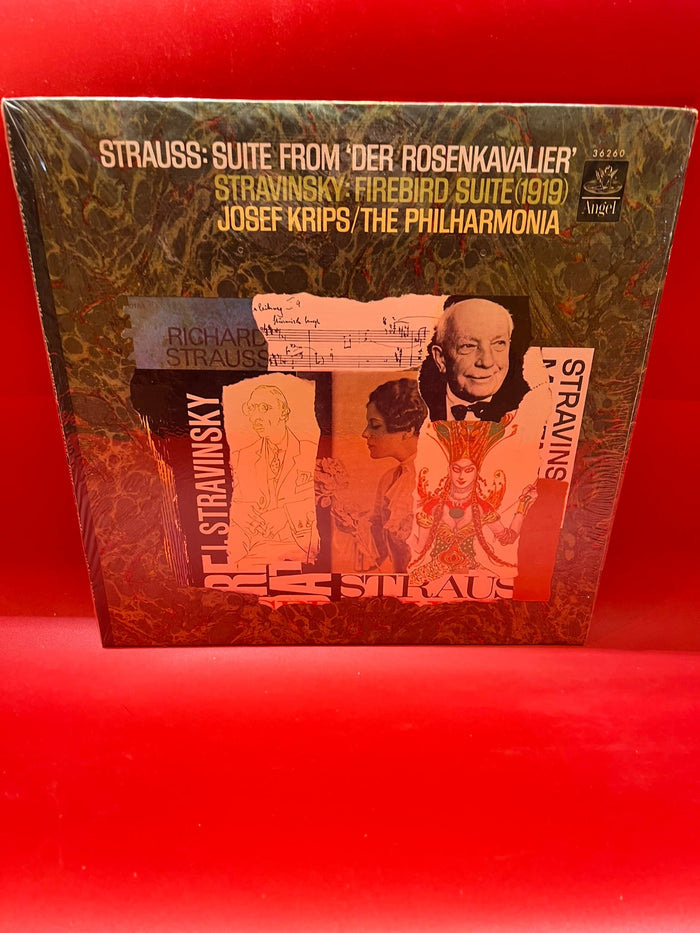 STRAUSS: SUITE FROM 'DER ROSENKAVALIER'
STRAVINSKY: FIREBIRD SUITE (1919)
JOSEF KRIPS/THE PHILHARMONIA
36260
Angel
RICHARD
STRAUSS
I. STRAVINSKY
STRAVINS
STRAUS